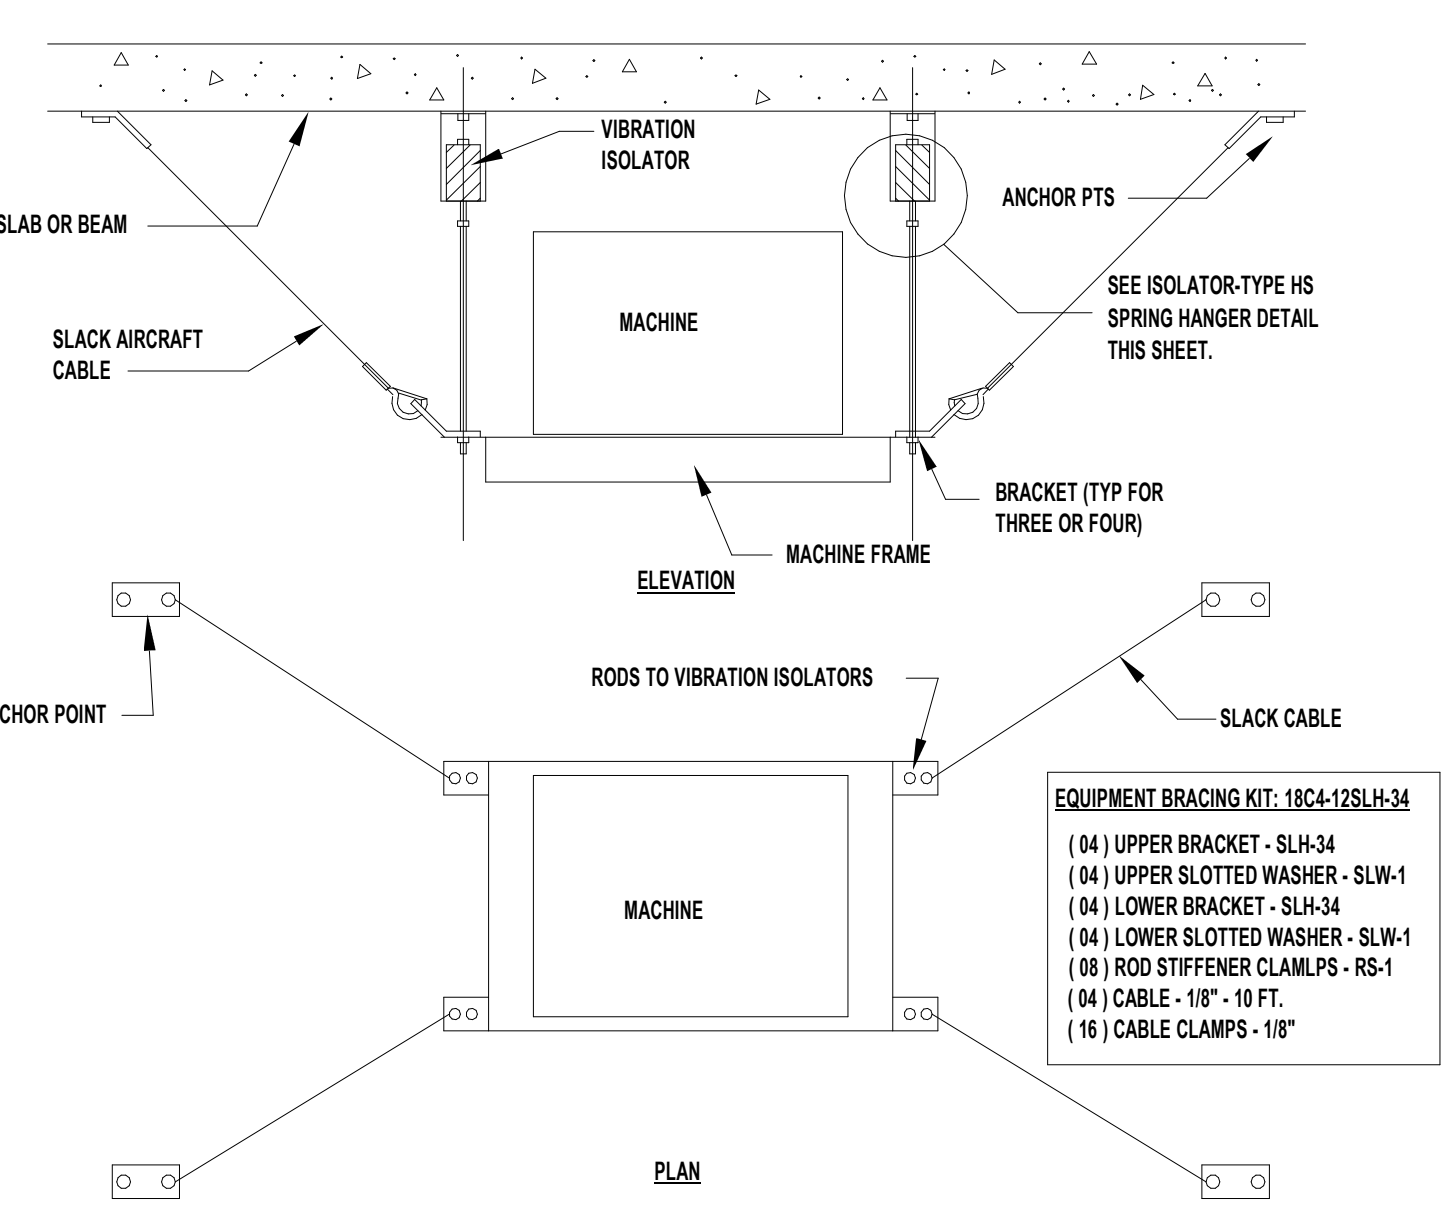 VIBRATION
ISOLATOR
ANCHOR PTS
SLAB OR BEAM
SEE ISOLATOR-TYPE HS
SPRING HANGER DETAIL
THIS SHEET.
MACHINE
SLACK AIRCRAFT
CABLE
BRACKET (TYP FOR
THREE OR FOUR)
MACHINE FRAME
ELEVATION
RODS TO VIBRATION ISOLATORS
CHOR POINT
SLACK CABLE
EQUIPMENT BRACING KIT: 18C4-12SLH-34
( 04 ) UPPER BRACKET - SLH-34
( 04 ) UPPER SLOTTED WASHER - SLW-1
( 04 ) LOWER BRACKET - SLH-34
( 04 ) LOWER SLOTTED WASHER - SLW-1
( 08 ) ROD STIFFENER CLAMLPS - RS-1
( 04 ) CABLE - 1/8" - 10 FT.
( 16 ) CABLE CLAMPS - 1/8"
MACHINE
PLAN